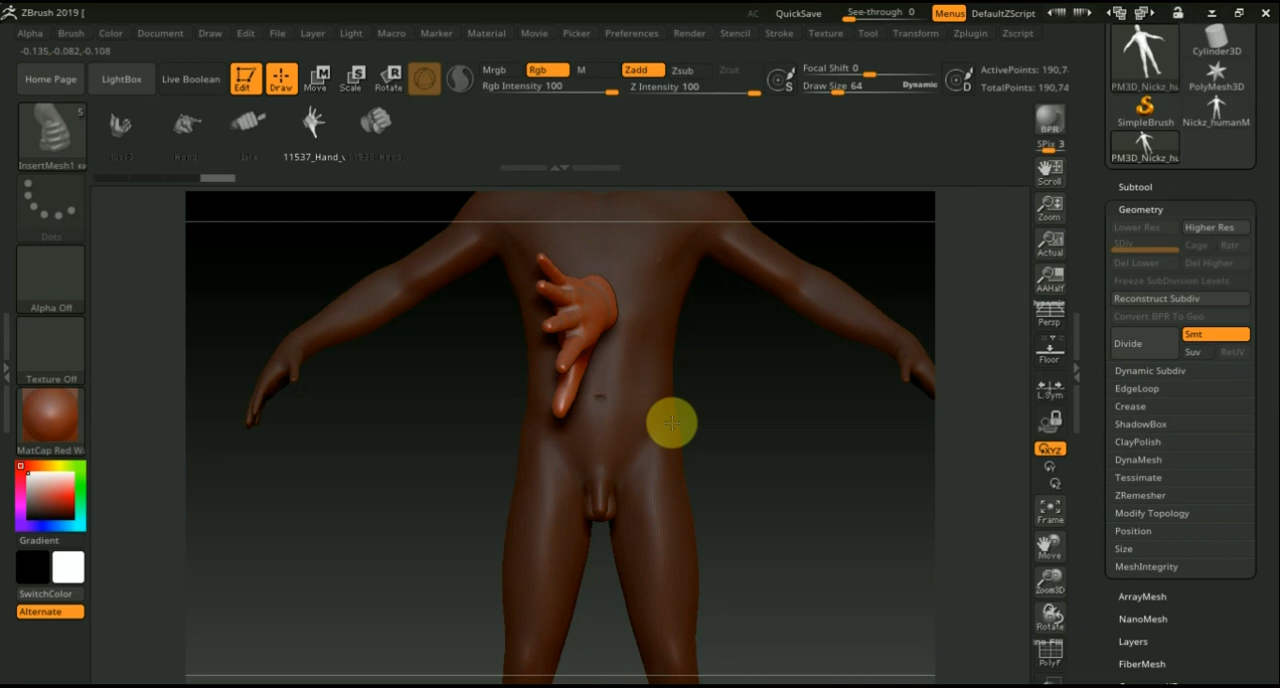 ZBrush 2019 [
AC QuickSave See-through 0 Menus DefaultZScript
Alpha Brush Color Document Draw Edit File Layer Light Macro Marker Material Movie Picker Preferences Render Stencil Stroke Texture Tool Transform Zplugin Zscript
-0.135,-0.082,-0.108
Home Page LightBox Live Boolean Edit Draw Move Scale Rotate
Mrgb Rgb M Zadd Zsub Zcut
Rgb Intensity 100 Z Intensity 100
Focal Shift 0
Draw Size 64 Dynamic
ActivePoints: 190,7
TotalPoints: 190,74
S
D
InsertMesh1
Hand
11537_Hand_v
11530_Hand
Dots
Alpha Off
Texture Off
MatCap Red Wa
Gradient
SwitchColor
Alternate
BPR
SPix 3
Scroll
Zoom
Actual
AAHalf
Dynamic
Persp
Floor
L.Sym
XYZ
Y
Z
Frame
Move
Zoom3D
Rotate
PolyF
Cylinder3D
PM3D_Nickz_hu
PolyMesh3D
SimpleBrush Nickz_humanM
PM3D_Nickz_hu
Subtool
Geometry
Lower Res Higher Res
SDiv Cage Rstr
Del Lower Del Higher
Freeze SubDivision Levels
Reconstruct Subdiv
Convert BPR To Geo
Divide Smt
Suv ReUV
Dynamic Subdiv
EdgeLoop
Crease
ShadowBox
ClayPolish
DynaMesh
Tessimate
ZRemesher
Modify Topology
Position
Size
MeshIntegrity
ArrayMesh
NanoMesh
Layers
FiberMesh